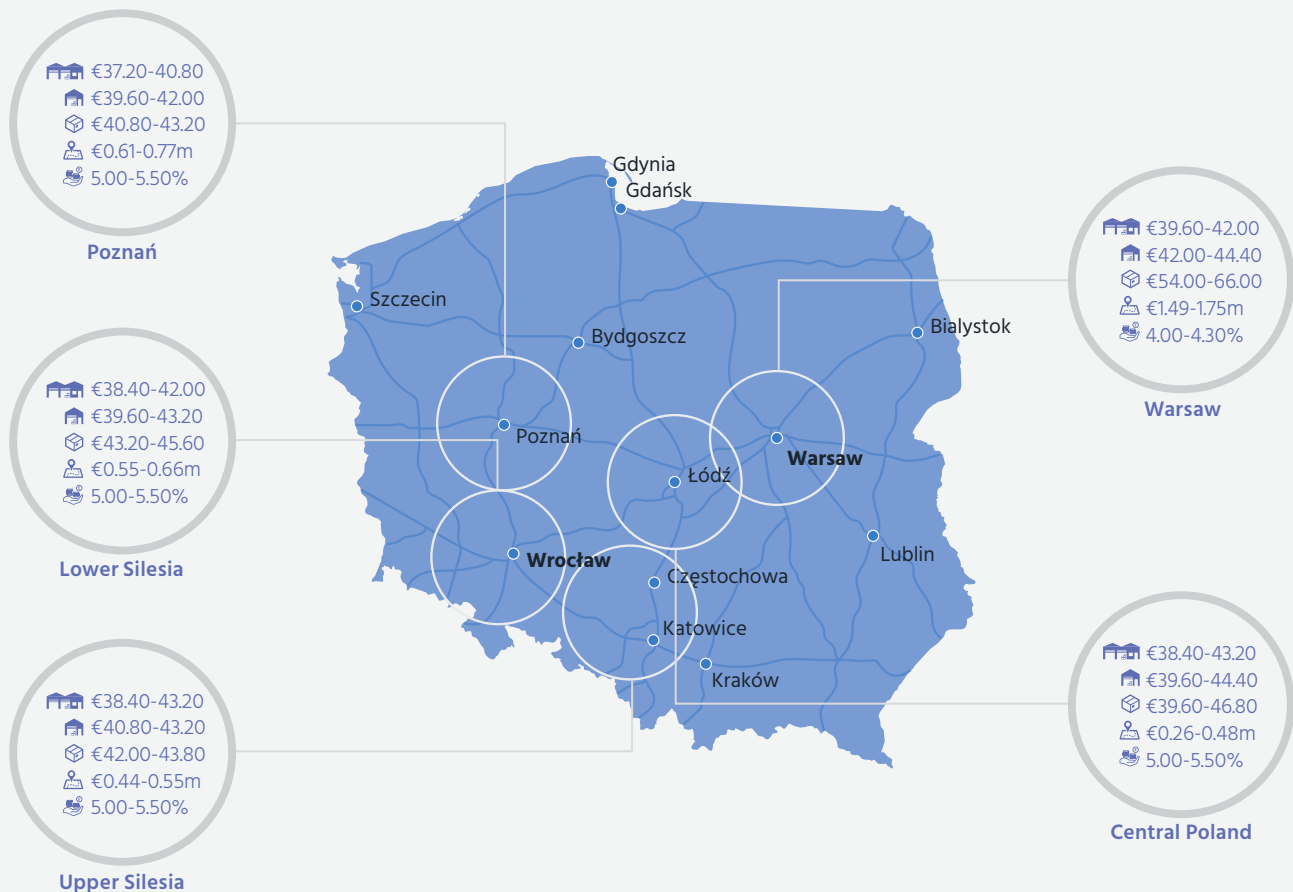 €37.20-40.80
€39.60-42.00
€40.80-43.20
€0.61-0.77m
5.00-5.50%
Poznań
€38.40-42.00
€39.60-43.20
€43.20-45.60
€0.55-0.66m
5.00-5.50%
Lower Silesia
€38.40-43.20
€40.80-43.20
€42.00-43.80
€0.44-0.55m
5.00-5.50%
Upper Silesia
Gdynia
Gdańsk
Szczecin
Bydgoszcz
Bialystok
Poznań
Warsaw
Łódź
Wrocław
Lublin
Częstochowa
Katowice
Kraków
€39.60-42.00
€42.00-44.40
€54.00-66.00
€1.49-1.75m
4.00-4.30%
Warsaw
€38.40-43.20
€39.60-44.40
€39.60-46.80
€0.26-0.48m
5.00-5.50%
Central Poland